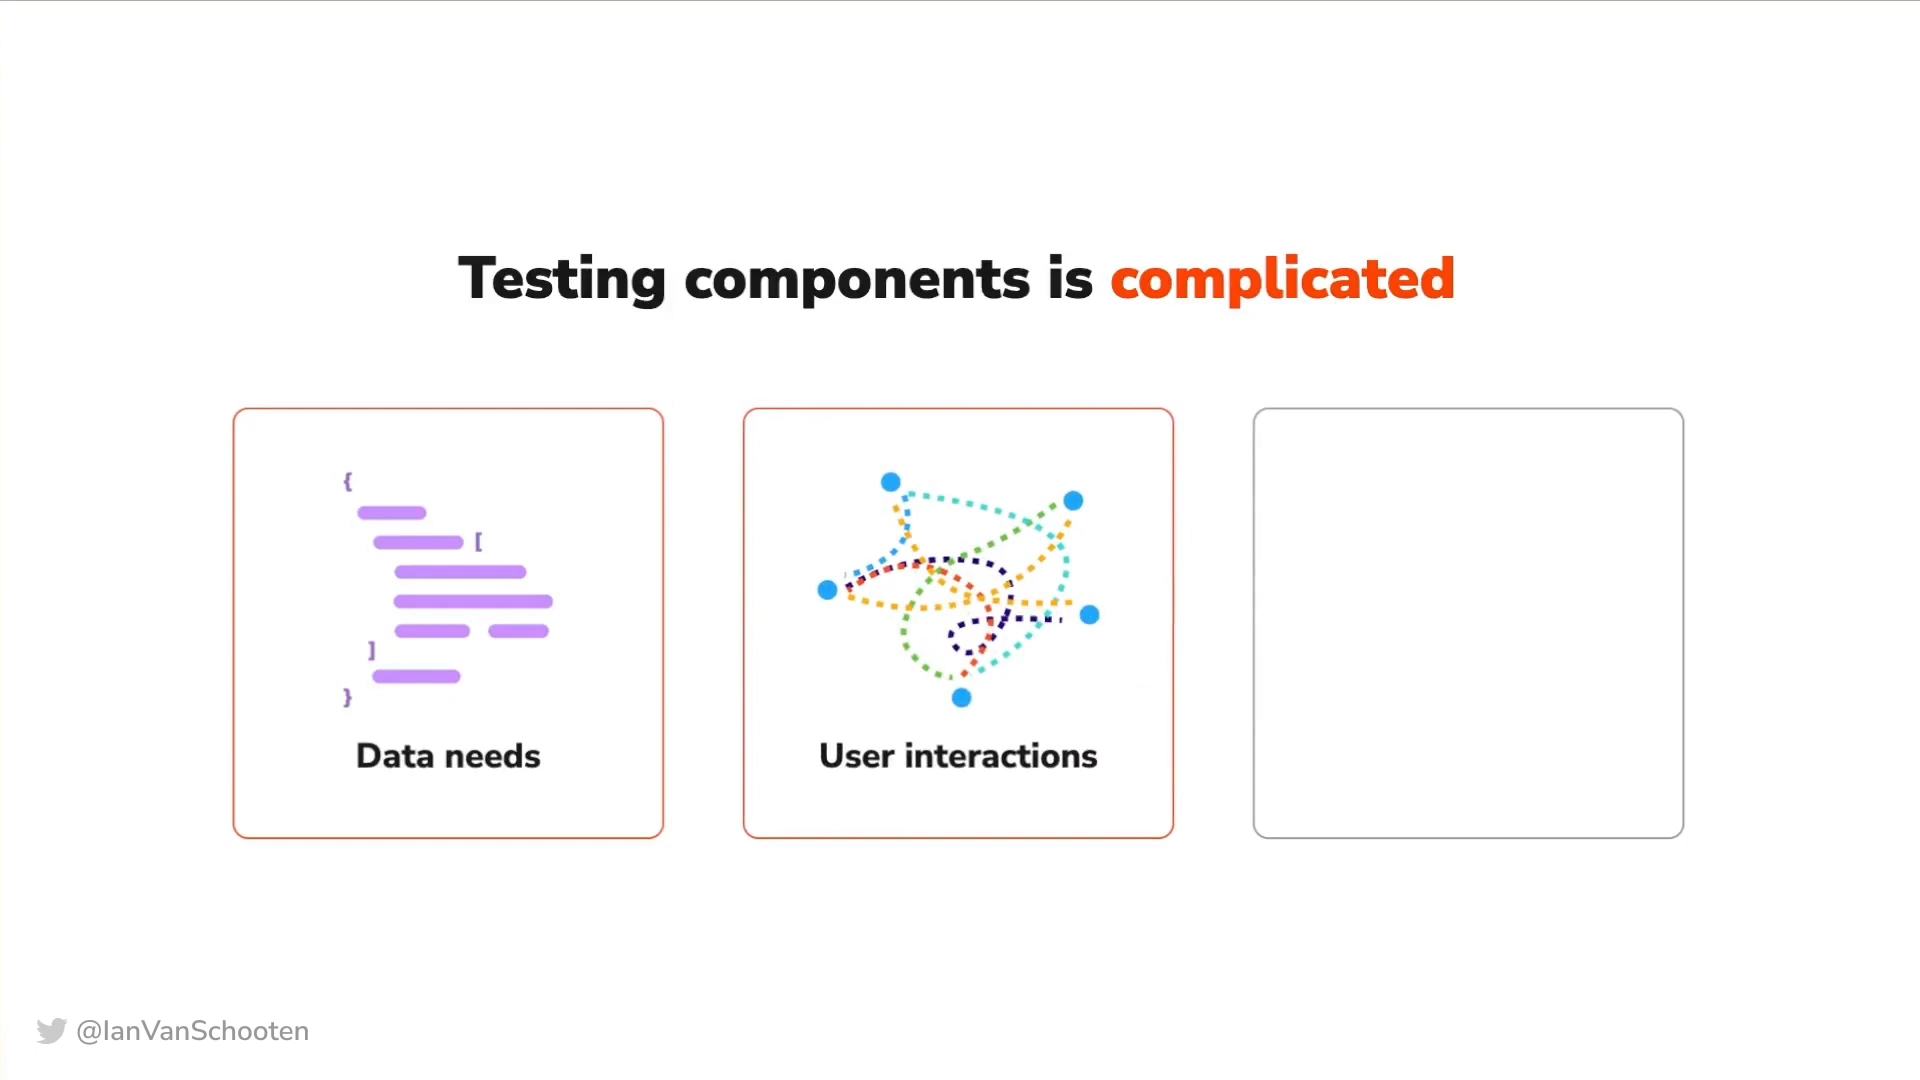 Testing components is complicated
{
[
]
}
Data needs
User interactions
@IanVanSchooten